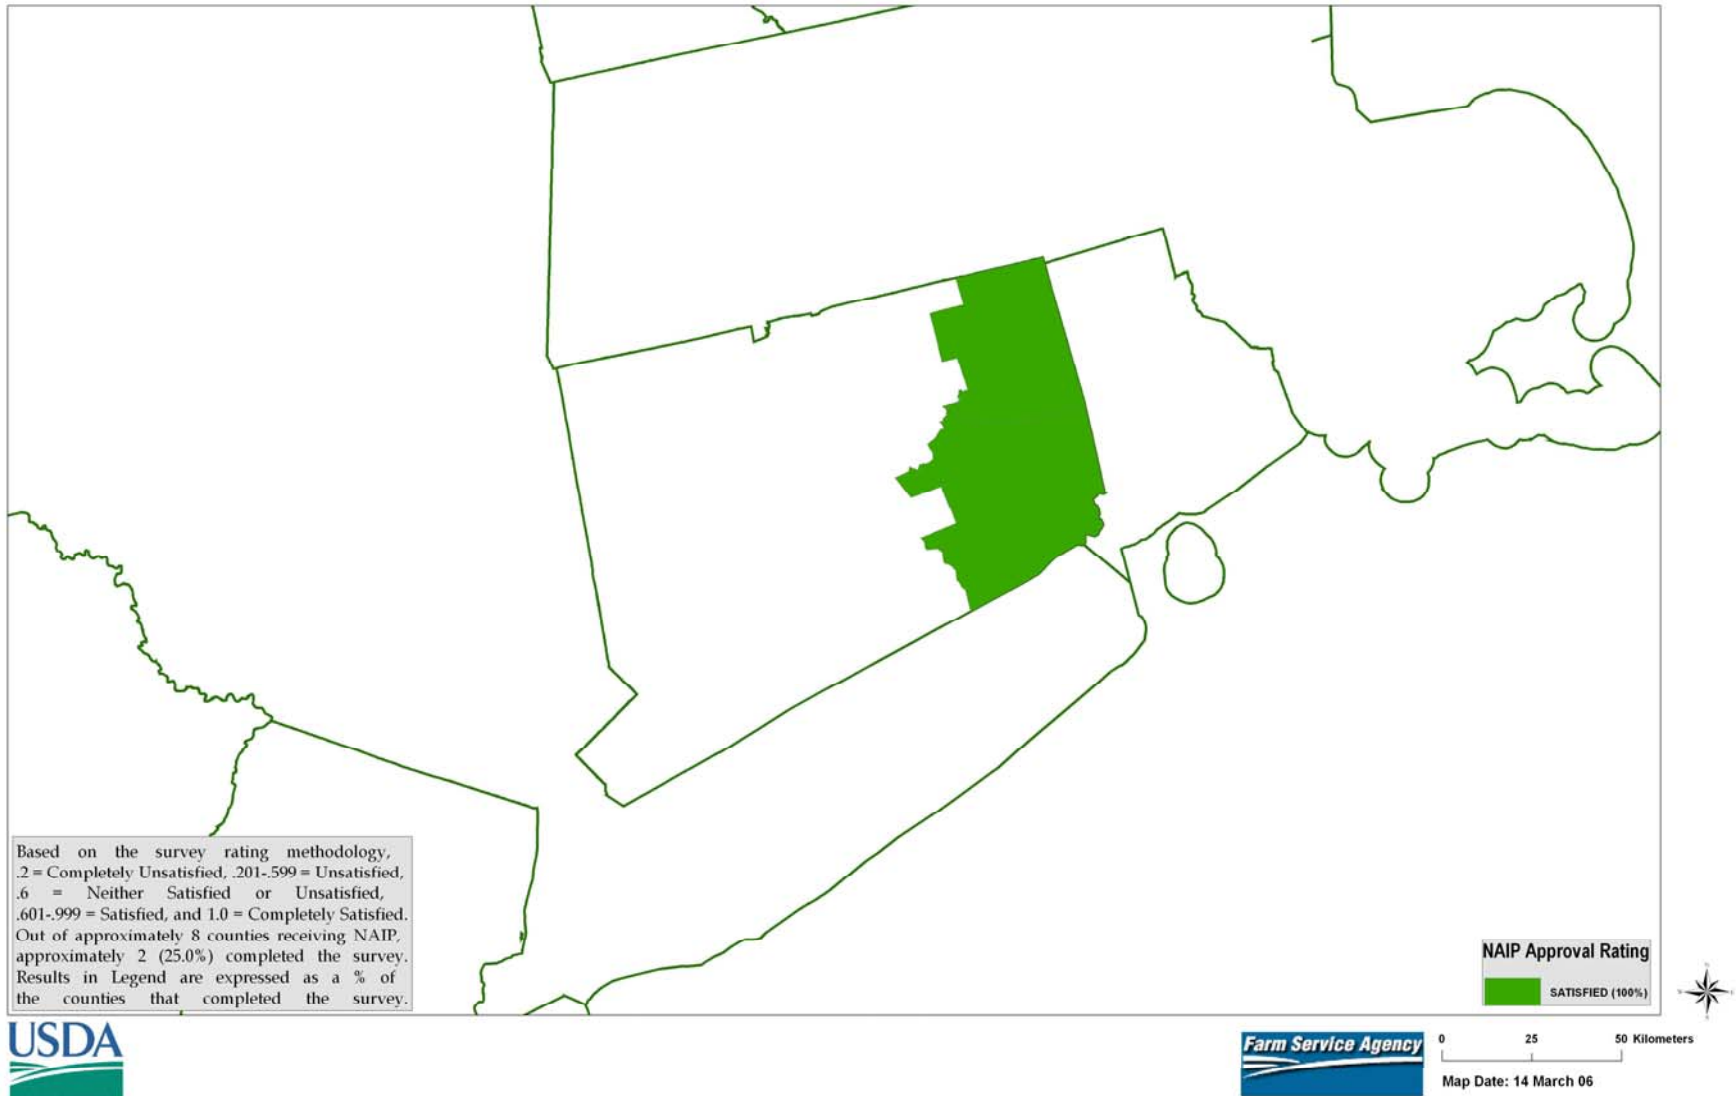 Based on the survey rating methodology,
.2 = Completely Unsatisfied, .201-.599 = Unsatisfied,
.6 = Neither Satisfied or Unsatisfied,
.601-.999 = Satisfied, and 1.0 = Completely Satisfied.
Out of approximately 8 counties receiving NAIP,
approximately 2 (25.0%) completed the survey.
Results in Legend are expressed as a % of
the counties that completed the survey.
NAIP Approval Rating
SATISFIED (100%)
USDA
Farm Service Agency
0 25 50 Kilometers
Map Date: 14 March 06